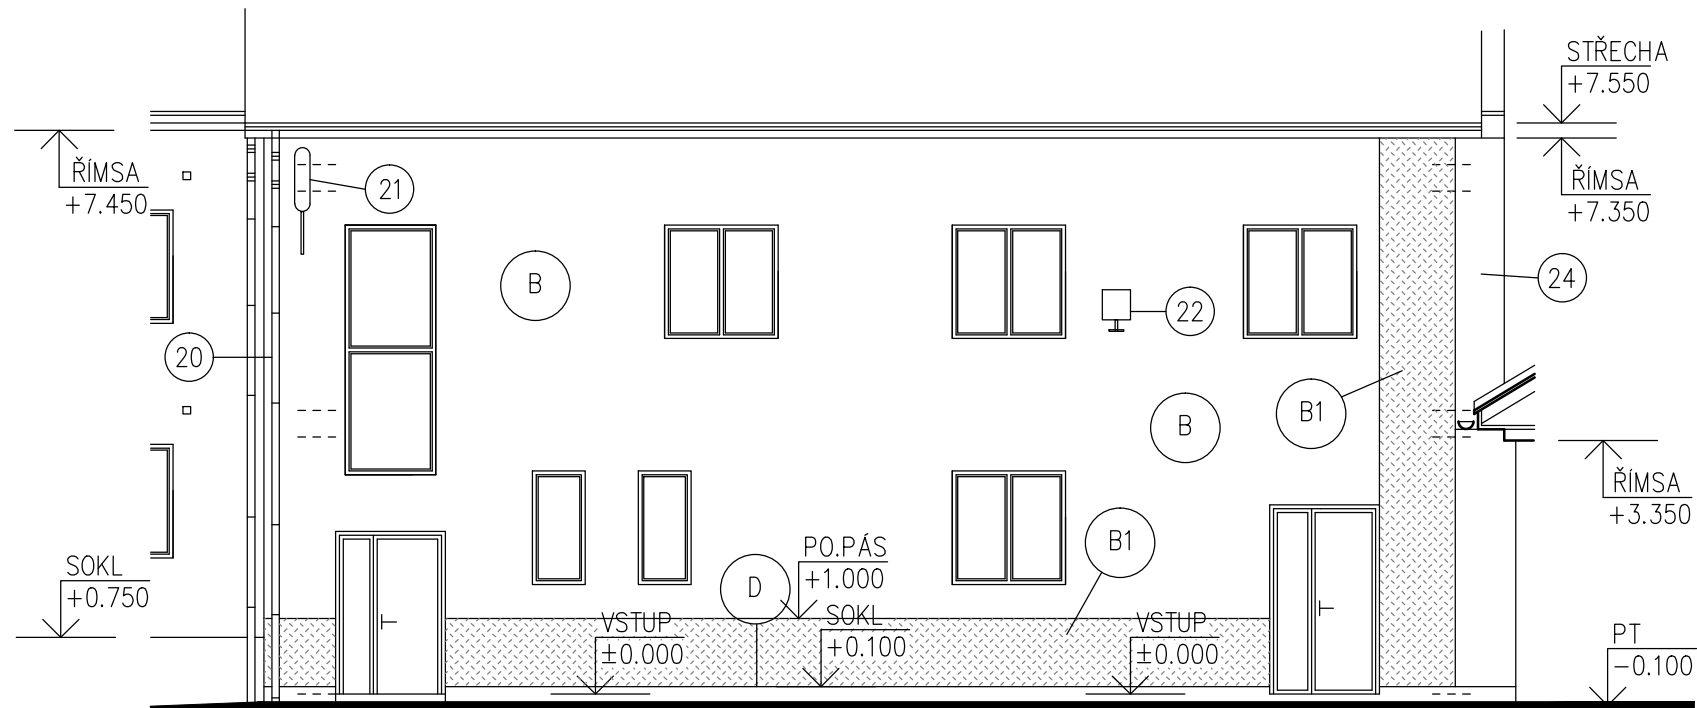 STŘECHA
+7.550
ŘÍMSA
+7.450
21
ŘÍMSA
+7.350
B
24
22
20
B1
B
ŘÍMSA
+3.350
B1
PO.PÁS
+1.000
SOKL
+0.750
D
VSTUP
±0.000
SOKL
+0.100
VSTUP
±0.000
PT
-0.100